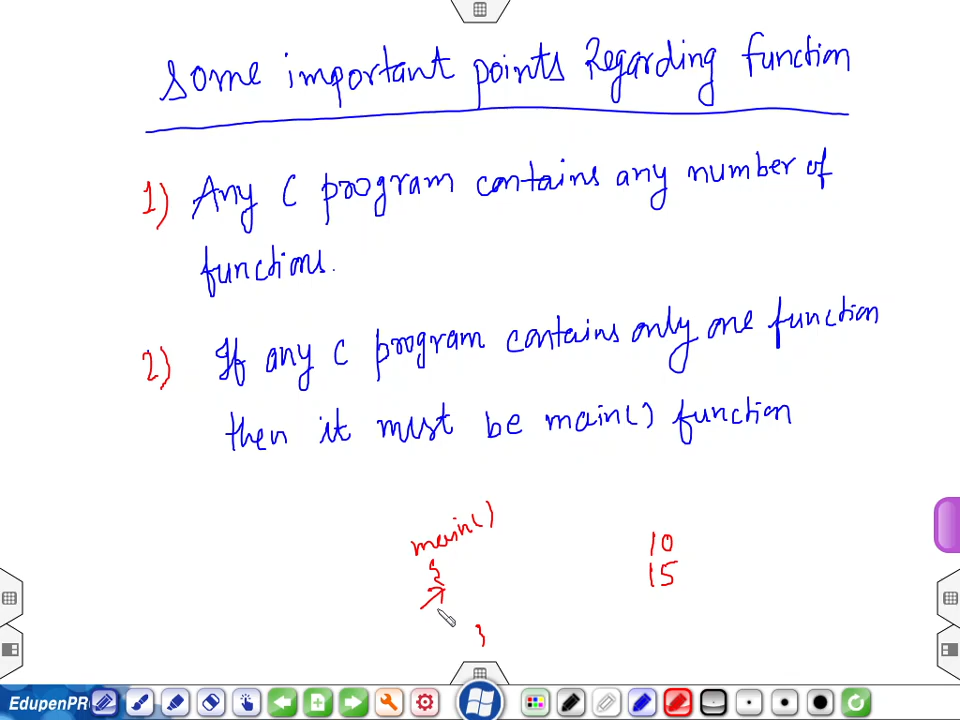 Some important points Regarding function
1) Any C program contains any number of
functions.
2) If any C program contains only one function
then it must be main() function
main() 10
{ 15
}
EdupenPR